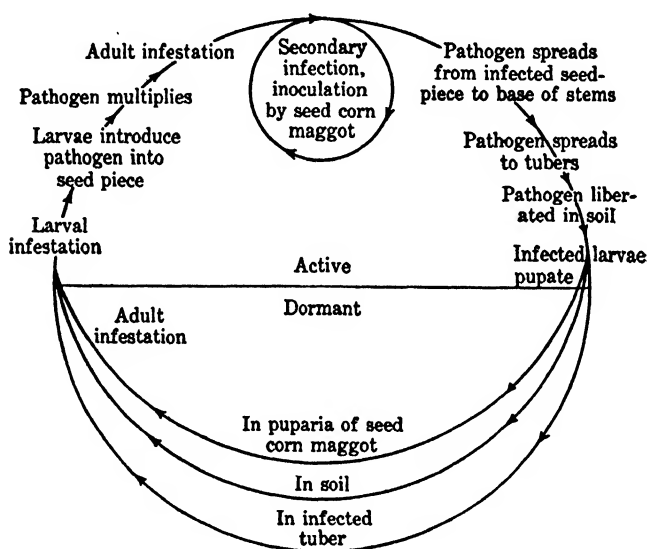 Adult infestation
Pathogen multiplies
Larvae introduce
pathogen into
seed piece
Larval
infestation
Secondary
infection,
inoculation
by seed corn
maggot
Pathogen spreads
from infected seed-
piece to base of stems
Pathogen spreads
to tubers
Pathogen liber-
ated in soil
Infected larvae
pupate
Active
Dormant
Adult
infestation
In puparia of seed
corn maggot
In soil
In infected
tuber